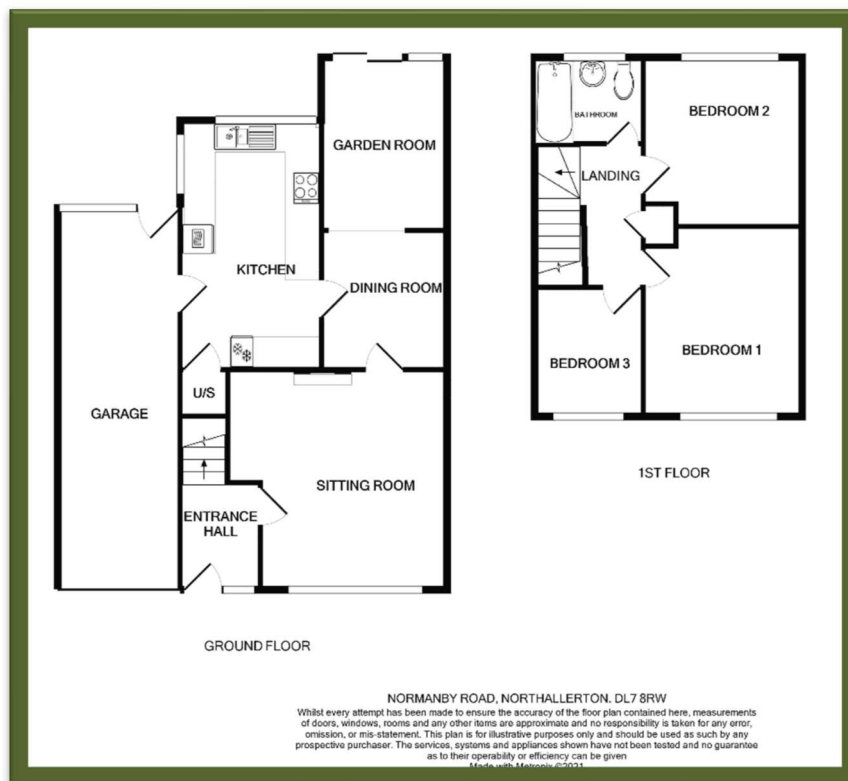 GARDEN ROOM
KITCHEN
DINING ROOM
U/S
GARAGE
SITTING ROOM
ENTRANCE
HALL
GROUND FLOOR
BATHROOM
BEDROOM 2
LANDING
BEDROOM 1
BEDROOM 3
1ST FLOOR
NORMANBY ROAD, NORTHALLERTON. DL7 8RW
Whilst every attempt has been made to ensure the accuracy of the floor plan contained here, measurements
of doors, windows, rooms and any other items are approximate and no responsibility is taken for any error,
omission, or mis-statement. This plan is for illustrative purposes only and should be used as such by any
prospective purchaser. The services, systems and appliances shown have not been tested and no guarantee
as to their operability or efficiency can be given
Made with Metropix ©2021